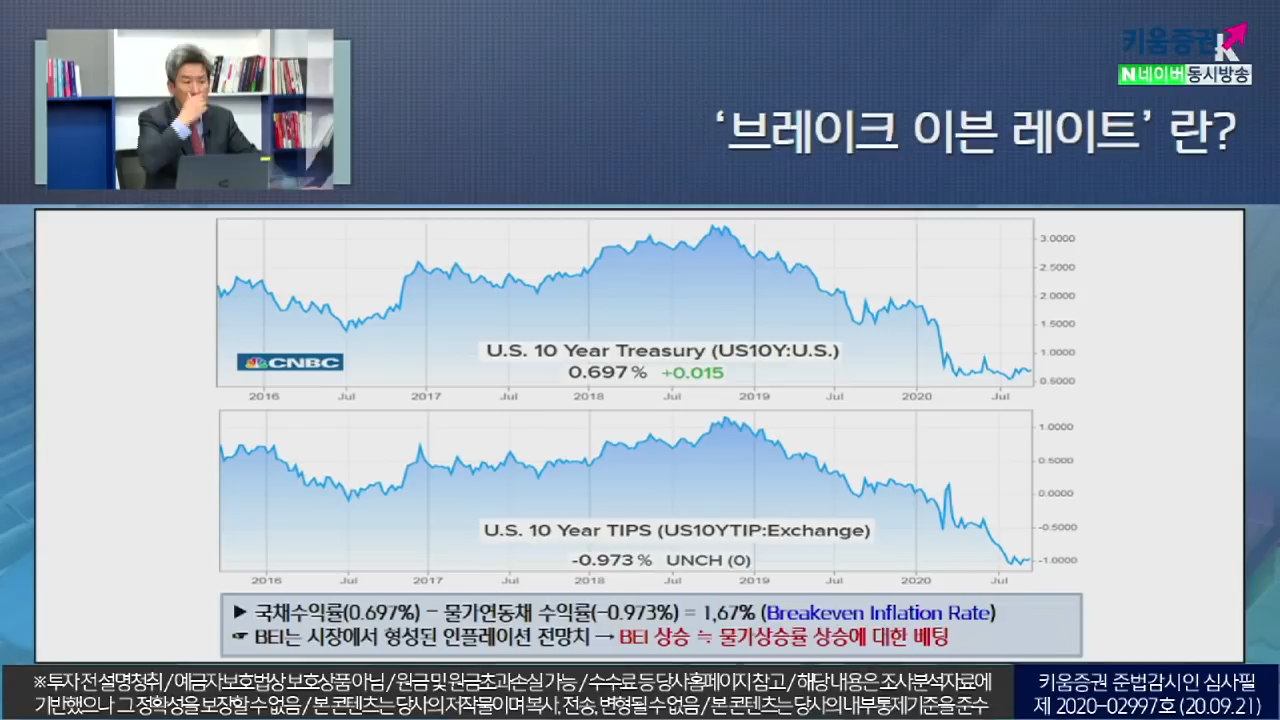 키움증권
N 네이버 동시방송
‘브레이크 이븐 레이트’ 란?
3.0000
2.5000
2.0000
1.5000
1.0000
0.5000
U.S. 10 Year Treasury (US10Y:U.S.)
0.697% +0.015
CNBC
2016 Jul 2017 Jul 2018 Jul 2019 Jul 2020 Jul
1.0000
0.5000
0.0000
-0.5000
-1.0000
U.S. 10 Year TIPS (US10YTIP:Exchange)
-0.973% UNCH (0)
2016 Jul 2017 Jul 2018 Jul 2019 Jul 2020 Jul
▶ 국채수익률(0.697%) - 물가연동채 수익률(-0.973%) = 1,67% (Breakeven Inflation Rate)
☞ BEI는 시장에서 형성된 인플레이션 전망치 → BEI 상승 ≒ 물가상승률 상승에 대한 베팅
※ 투자 전 설명청취 / 예금자보호법상 보호상품 아님 / 원금 및 원금초과손실 가능 / 수수료 등 당사홈페이지 참고 / 해당 내용은 조사분석자료에
기반했으나 그 정확성을 보장할 수 없음 / 본 콘텐츠는 당사의 저작물이며 복사, 전송, 변형될 수 없음 / 본 콘텐츠는 당사의 내부통제기준을 준수
키움증권 준법감시인 심사필
제 2020-02997호 (20.09.21)